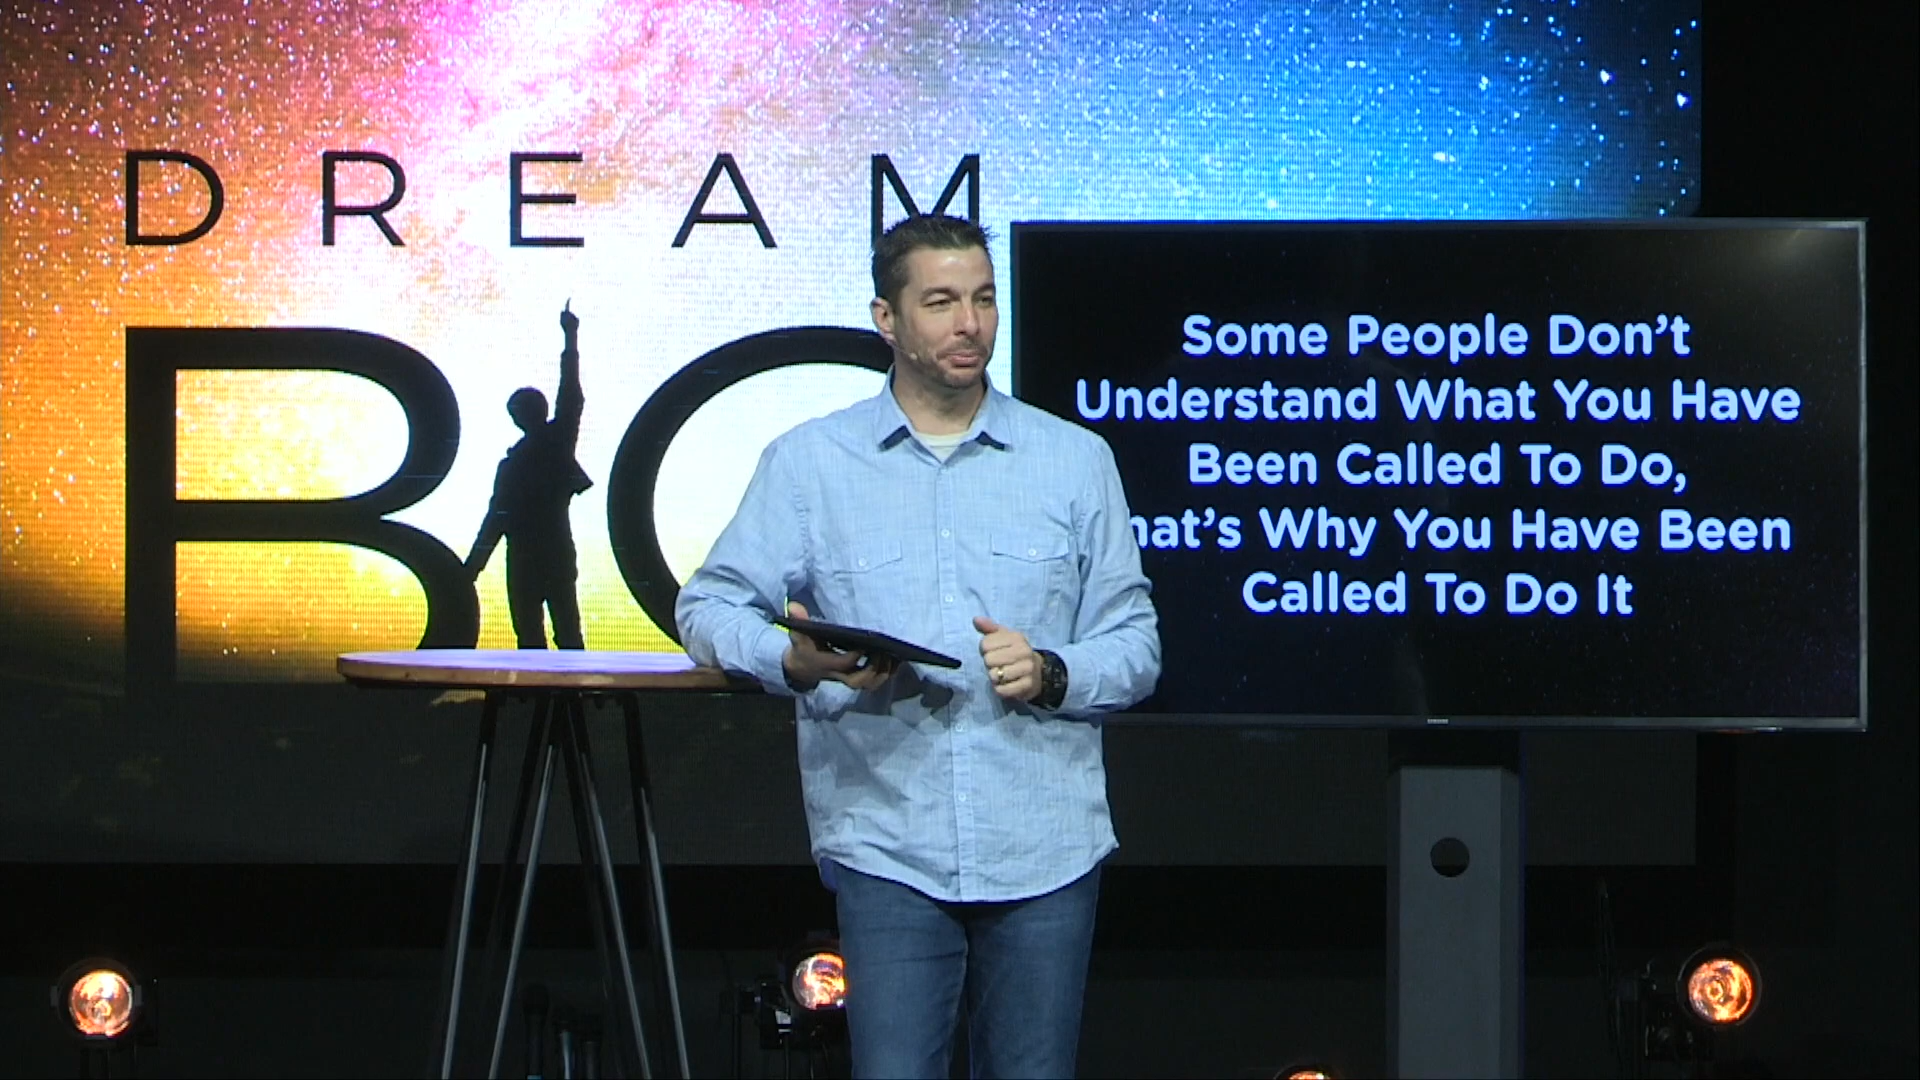 DREAM
BIG
Some People Don't
Understand What You Have
Been Called To Do,
hat's Why You Have Been
Called To Do It
SAMSUNG